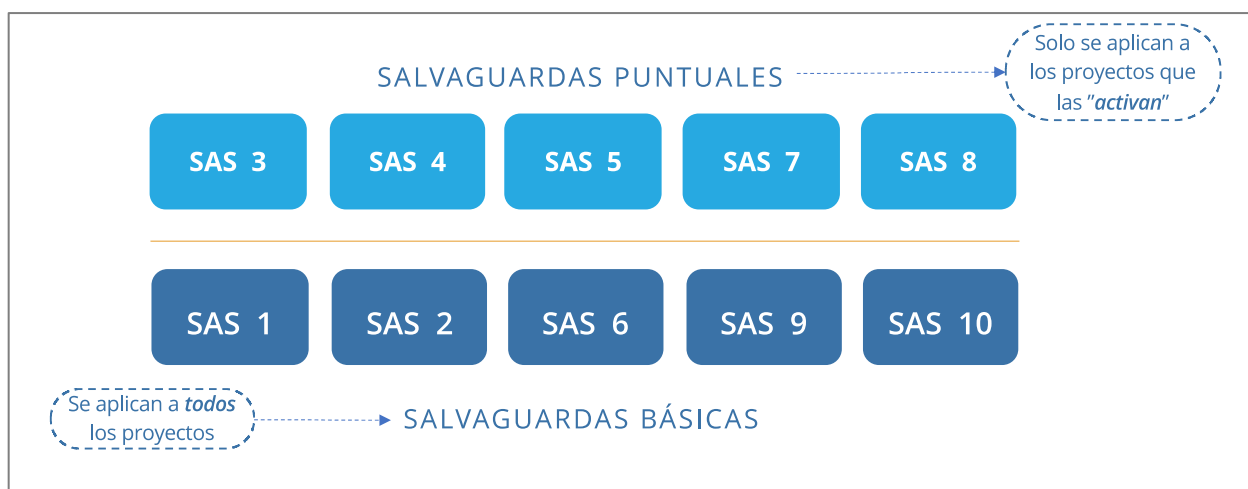 SALVAGUARDAS PUNTUALES
Solo se aplican a
los proyectos que
las "activan"
SAS 3
SAS 4
SAS 5
SAS 7
SAS 8
SAS 1
SAS 2
SAS 6
SAS 9
SAS 10
Se aplican a todos
los proyectos
SALVAGUARDAS BÁSICAS